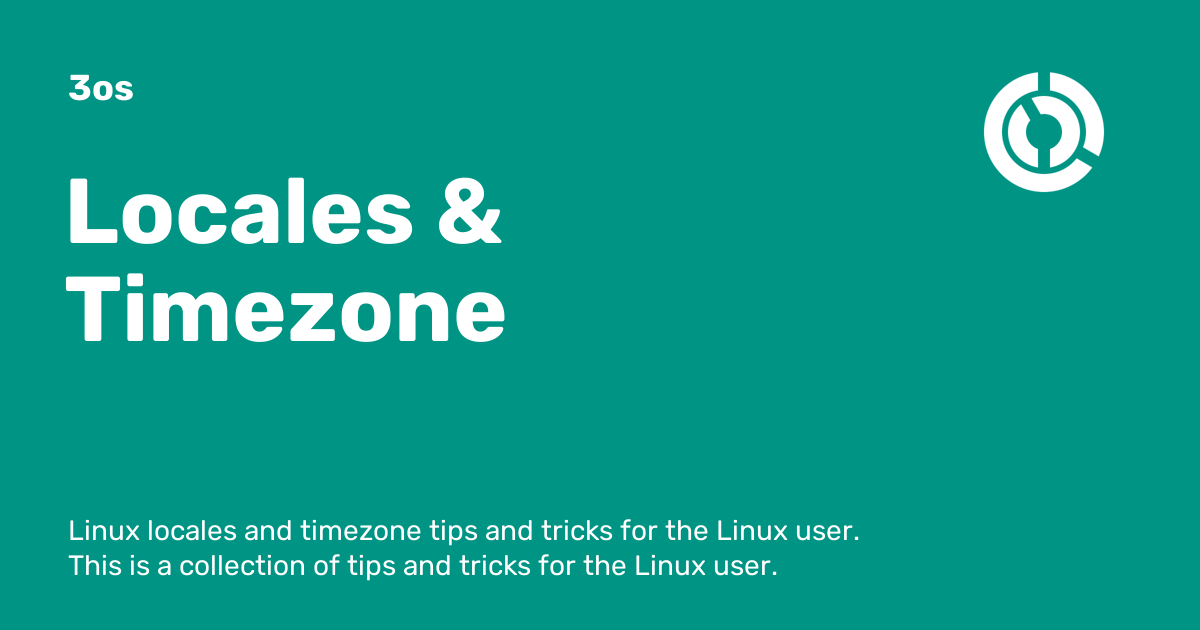 3os
Locales &
Timezone
Linux locales and timezone tips and tricks for the Linux user.
This is a collection of tips and tricks for the Linux user.